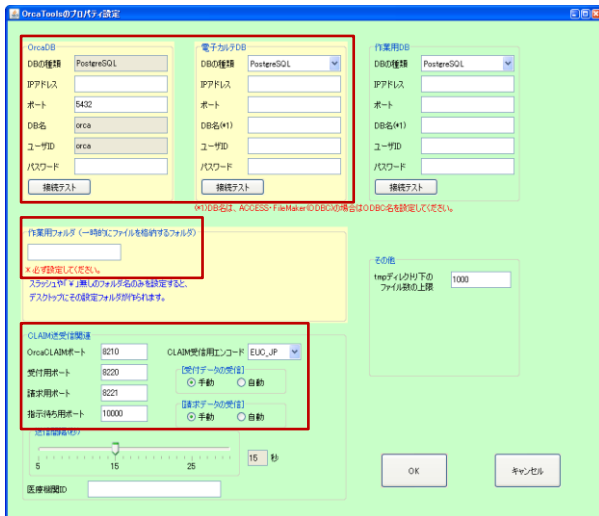 OrcaToolsのプロパティ設定
OrcaDB
DBの種類 PostgreSQL
IPアドレス
ポート 5432
DB名 orca
ユーザID orca
パスワード
接続テスト
電子カルテDB
DBの種類 PostgreSQL
IPアドレス
ポート
DB名(*1)
ユーザID
パスワード
接続テスト
作業用DB
DBの種類 PostgreSQL
IPアドレス
ポート
DB名(*1)
ユーザID
パスワード
接続テスト
(*1)DB名は、ACCESS・FileMaker(ODBC)の場合はODBC名を設定してください。
作業用フォルダ (一時的にファイルを格納するフォルダ)
※ 必ず設定してください。
スラッシュや「¥」無しのフォルダ名のみを設定すると、
デスクトップにその設定フォルダが作られます。
その他
tmpディレクトリ下の
ファイル数の上限 1000
CLAIM送受信関連
OrcaCLAIMポート 8210 CLAIM受信用エンコード EUC_JP
受付用ポート 8220
[受付データの受信]
手動 自動
請求用ポート 8221
[請求データの受信]
指示待ち用ポート 10000 手動 自動
送信間隔(秒)
5 15 25
15 秒
医療機関ID
OK キャンセル